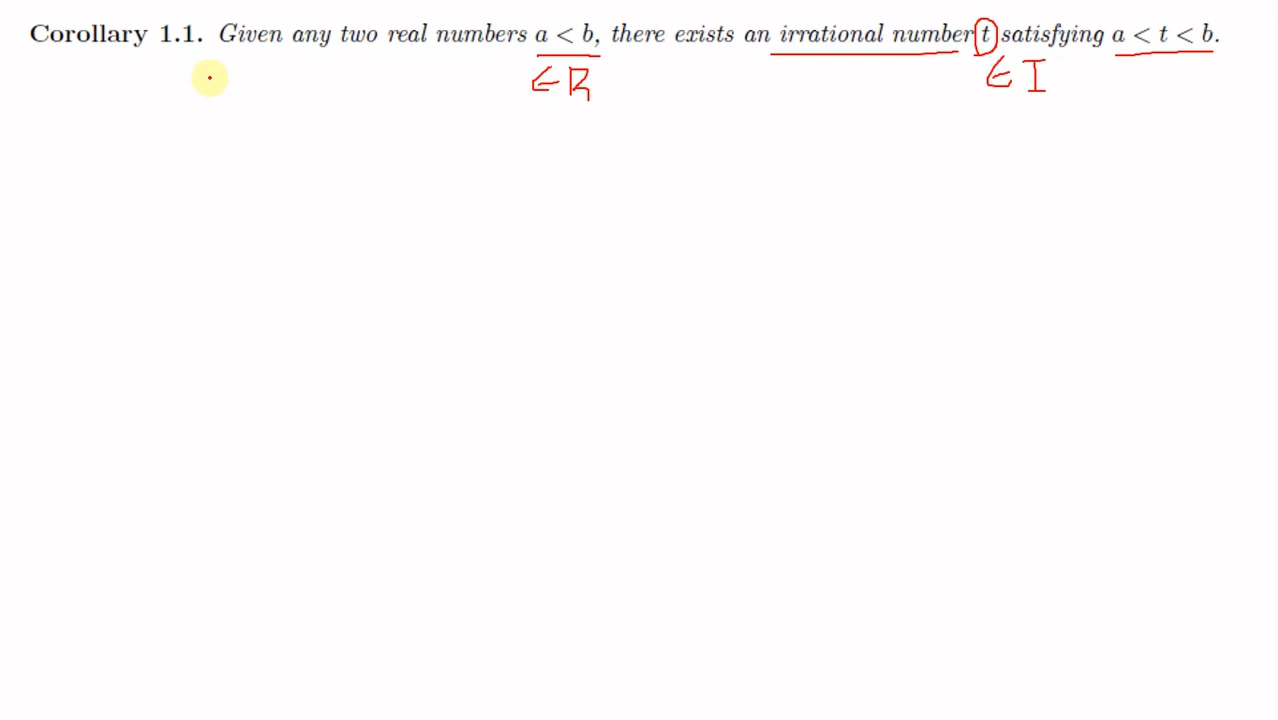 Corollary 1.1. Given any two real numbers a < b, there exists an irrational number t satisfying a < t < b.
∈ R ∈ I